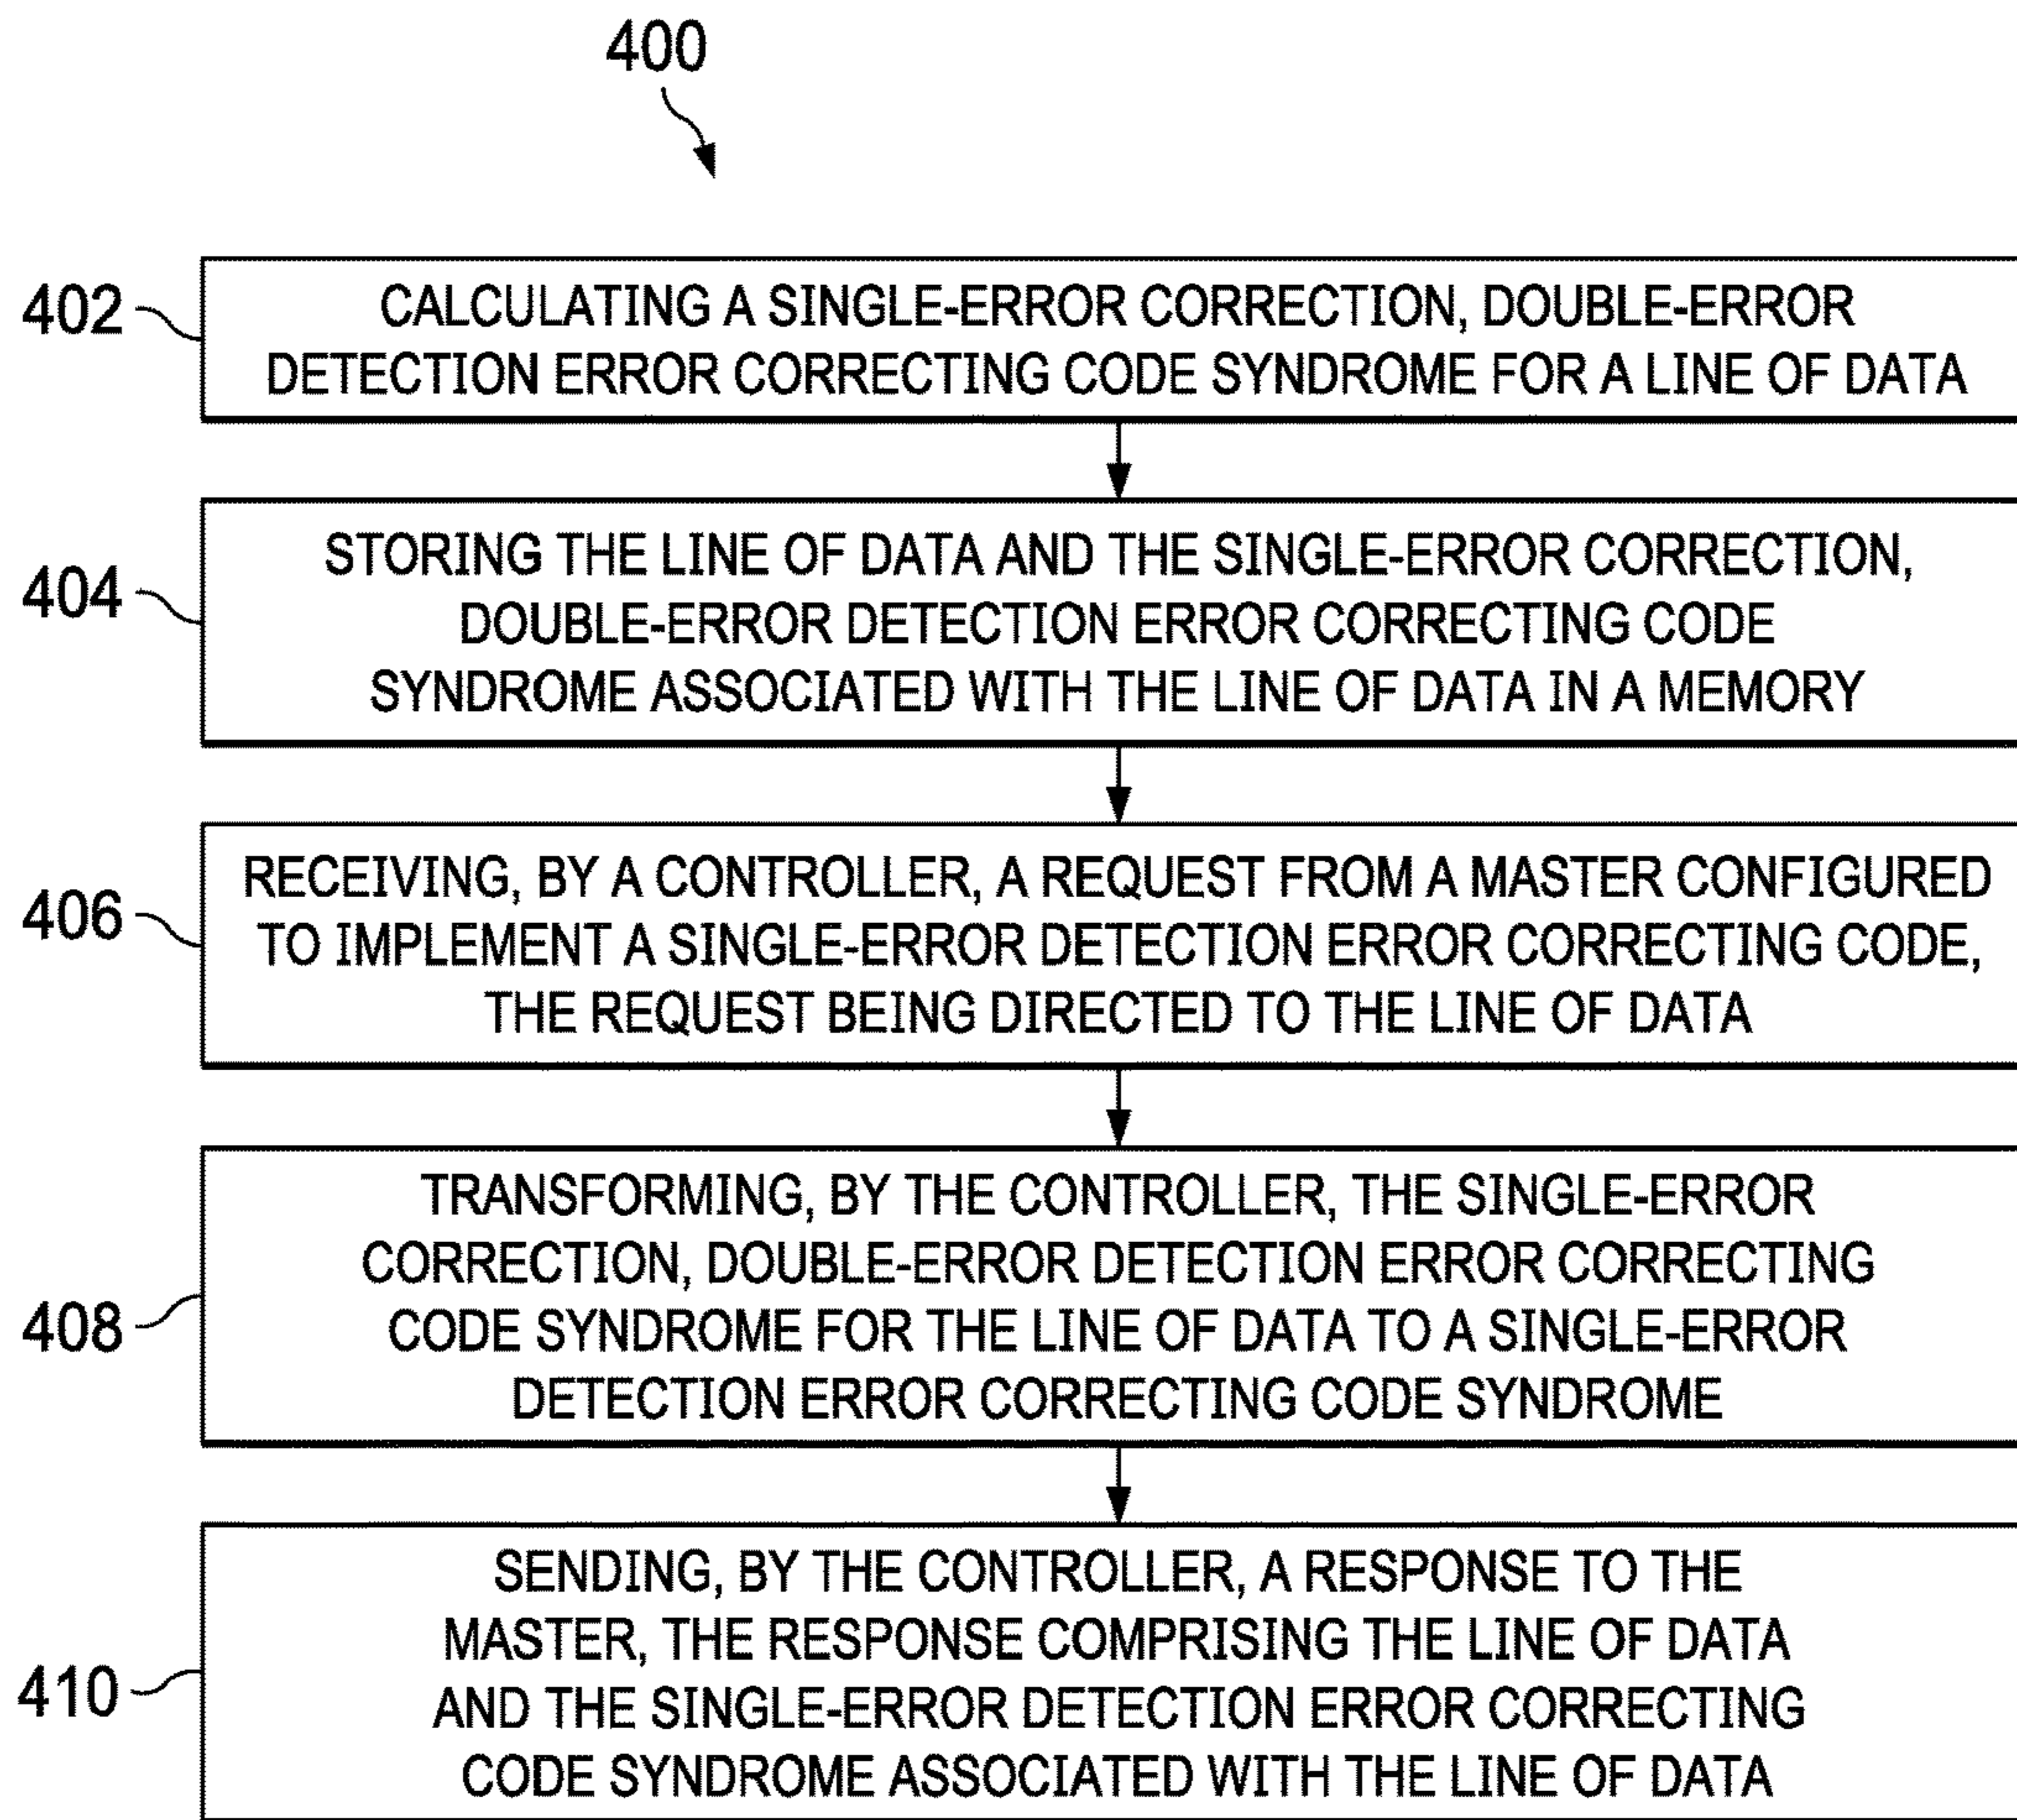 400
402
CALCULATING A SINGLE-ERROR CORRECTION, DOUBLE-ERROR
DETECTION ERROR CORRECTING CODE SYNDROME FOR A LINE OF DATA
404
STORING THE LINE OF DATA AND THE SINGLE-ERROR CORRECTION,
DOUBLE-ERROR DETECTION ERROR CORRECTING CODE
SYNDROME ASSOCIATED WITH THE LINE OF DATA IN A MEMORY
406
RECEIVING, BY A CONTROLLER, A REQUEST FROM A MASTER CONFIGURED
TO IMPLEMENT A SINGLE-ERROR DETECTION ERROR CORRECTING CODE,
THE REQUEST BEING DIRECTED TO THE LINE OF DATA
408
TRANSFORMING, BY THE CONTROLLER, THE SINGLE-ERROR
CORRECTION, DOUBLE-ERROR DETECTION ERROR CORRECTING
CODE SYNDROME FOR THE LINE OF DATA TO A SINGLE-ERROR
DETECTION ERROR CORRECTING CODE SYNDROME
410
SENDING, BY THE CONTROLLER, A RESPONSE TO THE
MASTER, THE RESPONSE COMPRISING THE LINE OF DATA
AND THE SINGLE-ERROR DETECTION ERROR CORRECTING
CODE SYNDROME ASSOCIATED WITH THE LINE OF DATA